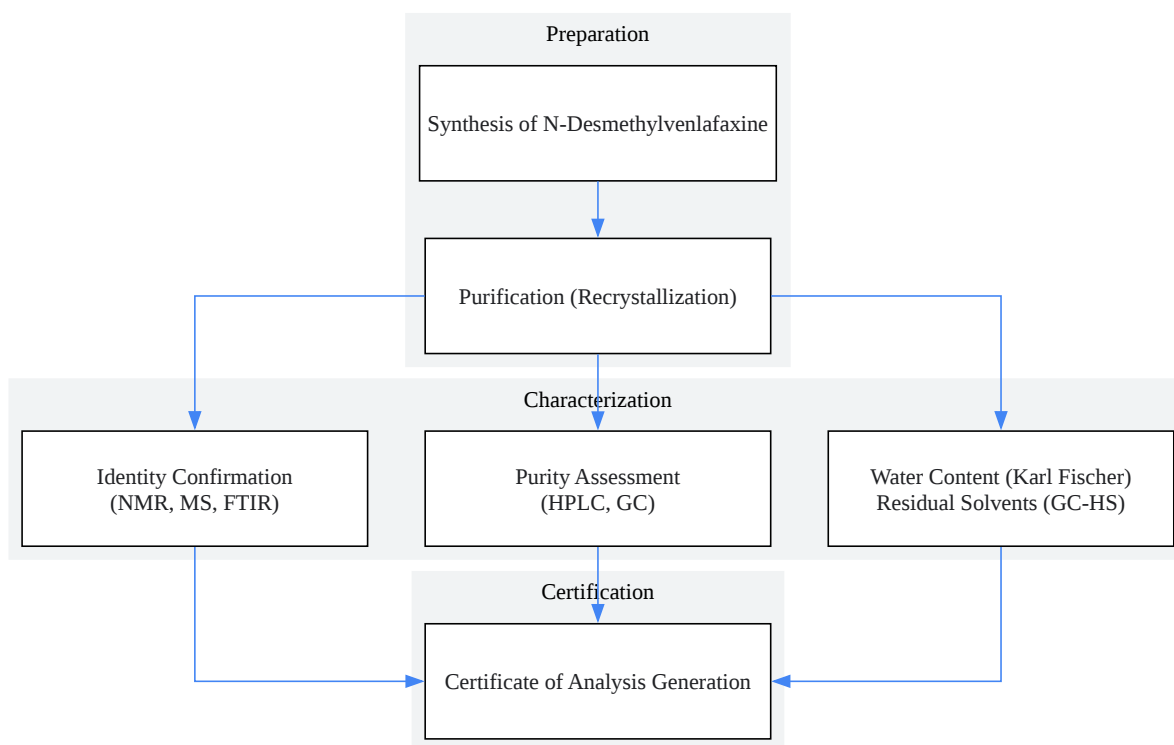 Preparation
Synthesis of N-Desmethylvenlafaxine
Purification (Recrystallization)
Characterization
Identity Confirmation
(NMR, MS, FTIR)
Purity Assessment
(HPLC, GC)
Water Content (Karl Fischer)
Residual Solvents (GC-HS)
Certification
Certificate of Analysis Generation